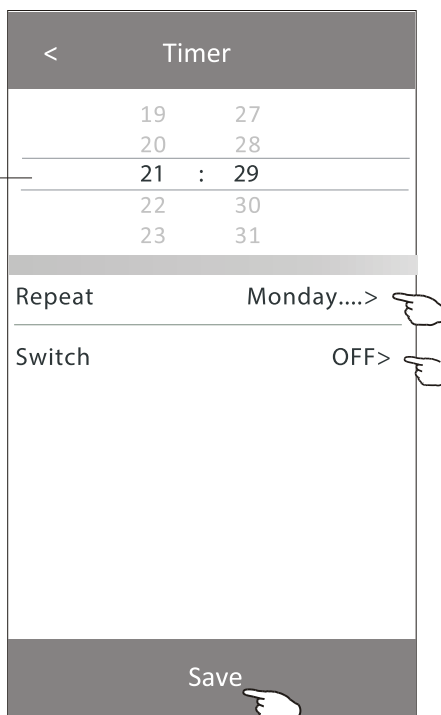 < Timer
19 27
20 28
21 : 29
22 30
23 31
Repeat Monday....>
Switch OFF>
Save